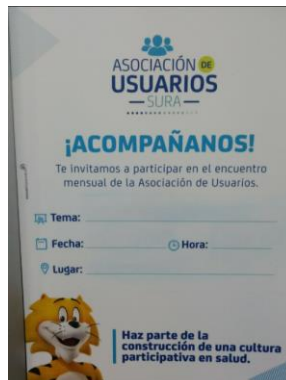 ASOCIACIÓN DE
USUARIOS
SURA
¡ACOMPAÑANOS!
Te invitamos a participar en el encuentro
mensual de la Asociación de Usuarios.
Tema:
Fecha: Hora:
Lugar:
Haz parte de la
construcción de una cultura
participativa en salud.